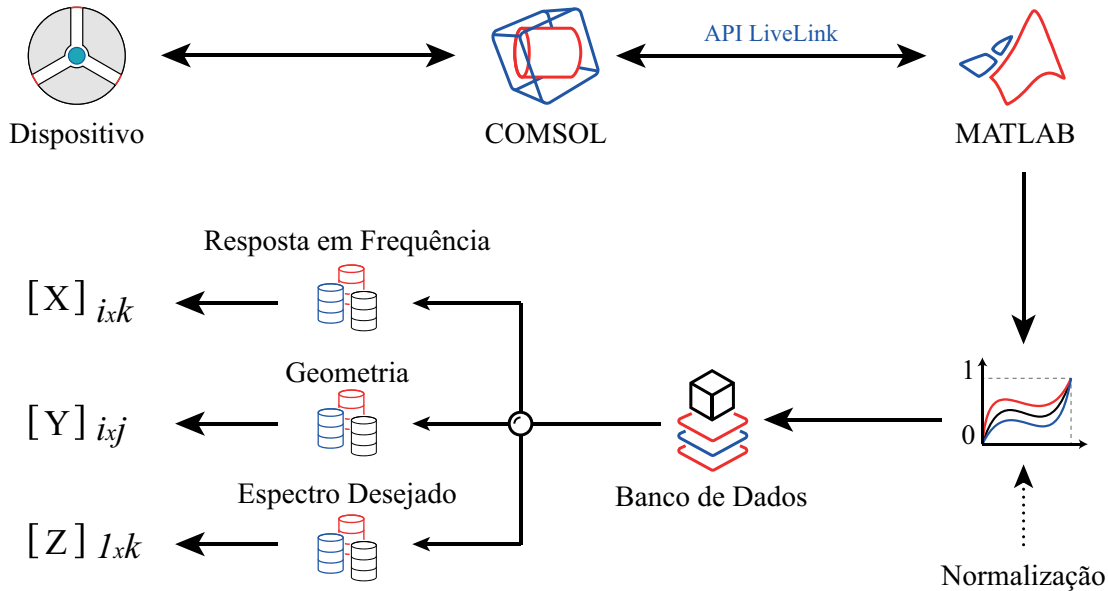 API LiveLink
Dispositivo
COMSOL
MATLAB
Resposta em Frequência
[X] ixk
Geometria
[Y] ixj
Espectro Desejado
[Z] 1xk
Banco de Dados
1
0
Normalização